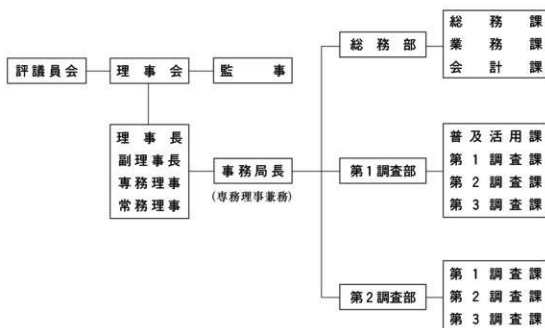 評議員会
理事会
監事
理事長
副理事長
専務理事
常務理事
事務局長
(専務理事兼務)
総務部
総務課
業務課
会計課
第1調査部
普及活用課
第1調査課
第2調査課
第3調査課
第2調査部
第1調査課
第2調査課
第3調査課